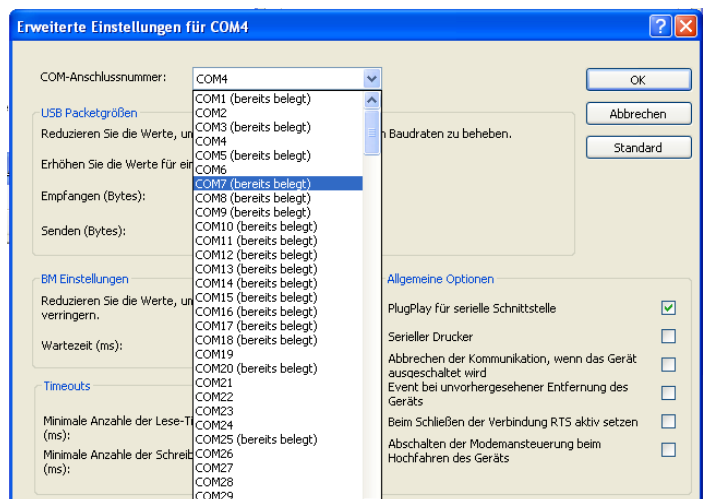 Erweiterte Einstellungen für COM4
COM-Anschlussnummer:
COM4
OK
Abbrechen
Standard
COM1 (bereits belegt)
COM2
COM3 (bereits belegt)
COM4
COM5 (bereits belegt)
COM6
COM7 (bereits belegt)
COM8 (bereits belegt)
COM9 (bereits belegt)
COM10 (bereits belegt)
COM11 (bereits belegt)
COM12 (bereits belegt)
COM13 (bereits belegt)
COM14 (bereits belegt)
COM15 (bereits belegt)
COM16 (bereits belegt)
COM17 (bereits belegt)
COM18 (bereits belegt)
COM19
COM20 (bereits belegt)
COM21
COM22
COM23
COM24
COM25 (bereits belegt)
COM26
COM27
COM28
COM29
USB Packetgrößen
Reduzieren Sie die Werte, un
n Baudraten zu beheben.
Erhöhen Sie die Werte für ein
Empfangen (Bytes):
Senden (Bytes):
BM Einstellungen
Reduzieren Sie die Werte, un
verringern.
Wartezeit (ms):
Timeouts
Minimale Anzahle der Lese-Ti
(ms):
Minimale Anzahle der Schreib
(ms):
Allgemeine Optionen
PlugPlay für serielle Schnittstelle
Serieller Drucker
Abbrechen der Kommunikation, wenn das Gerät
ausgeschaltet wird
Event bei unvorhergesehener Entfernung des
Geräts
Beim Schließen der Verbindung RTS aktiv setzen
Abschalten der Modemansteuerung beim
Hochfahren des Geräts